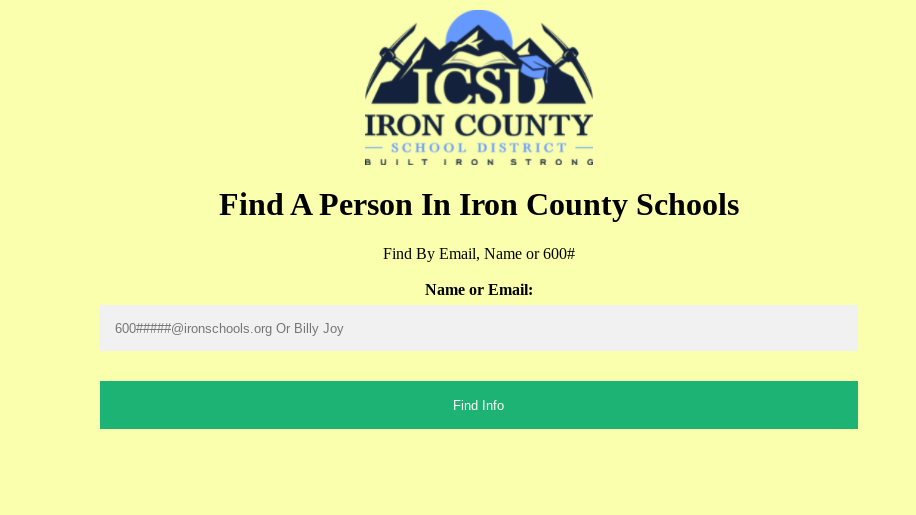 ICSD
IRON COUNTY
SCHOOL DISTRICT
BUILT IRON STRONG
Find A Person In Iron County Schools
Find By Email, Name or 600#
Name or Email:
600#####@ironschools.org Or Billy Joy
Find Info